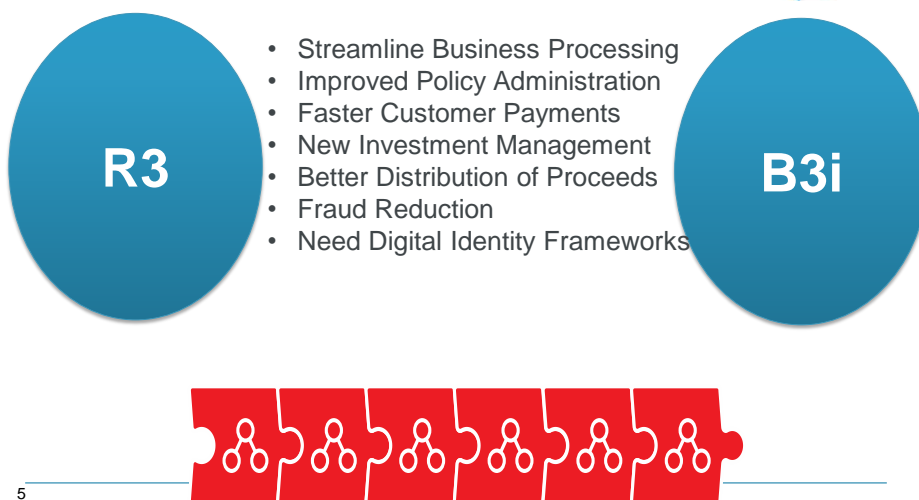 R3
• Streamline Business Processing
• Improved Policy Administration
• Faster Customer Payments
• New Investment Management
• Better Distribution of Proceeds
• Fraud Reduction
• Need Digital Identity Frameworks
B3i
5